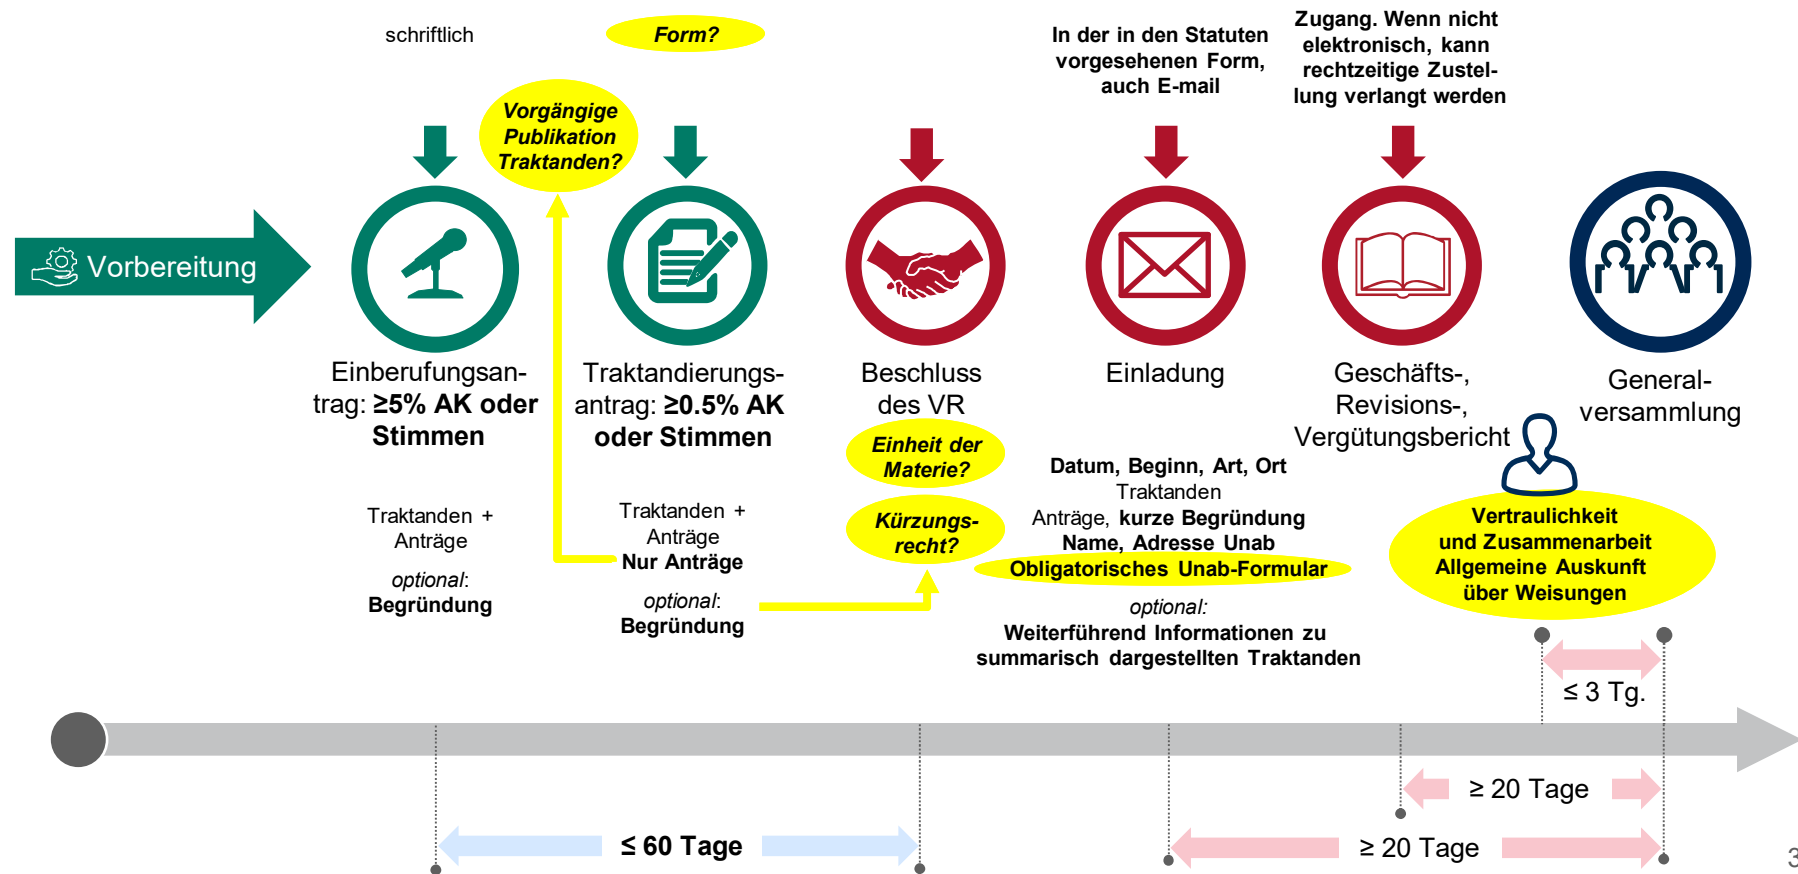 schriftlich
Form?
In der in den Statuten
vorgesehenen Form,
auch E-mail
Zugang. Wenn nicht
elektronisch, kann
rechtzeitige Zustel-
lung verlangt werden
Vorgängige
Publikation
Traktanden?
Vorbereitung
Einberufungsan-
trag: ≥5% AK oder
Stimmen
Traktandierungs-
antrag: ≥0.5% AK
oder Stimmen
Beschluss
des VR
Einladung
Geschäfts-,
Revisions-,
Vergütungsbericht
General-
versammlung
Einheit der
Materie?
Kürzungs-
recht?
Traktanden +
Anträge
optional:
Begründung
Traktanden +
Anträge
Nur Anträge
optional:
Begründung
Datum, Beginn, Art, Ort
Traktanden
Anträge, kurze Begründung
Name, Adresse Unab
Obligatorisches Unab-Formular
optional:
Weiterführend Informationen zu
summarisch dargestellten Traktanden
Vertraulichkeit
und Zusammenarbeit
Allgemeine Auskunft
über Weisungen
≤ 3 Tg.
≥ 20 Tage
≤ 60 Tage
≥ 20 Tage
3